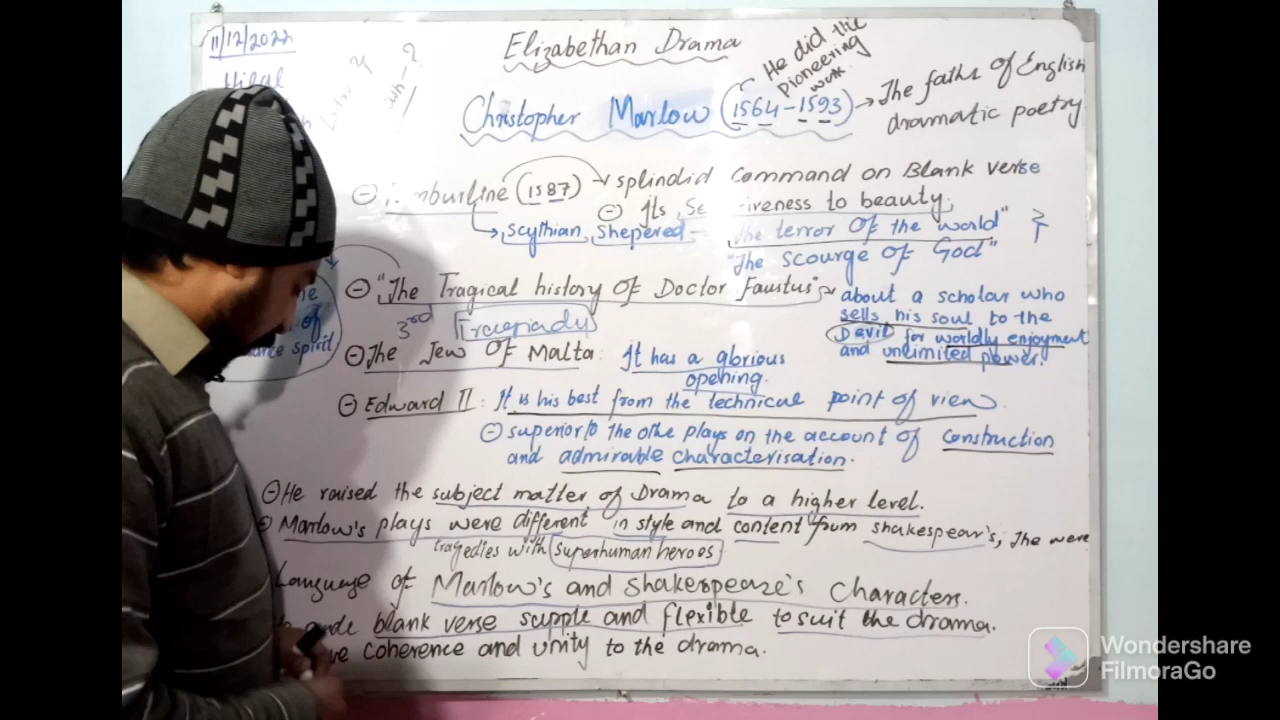 11/12/2022
Hilal
Elizabethan Drama
He did the
pioneering
work
Christopher Marlow (1564-1593) → The fathr of English
dramatic poetry
(1587) → splindid Command on Blank verse
Its, to beauty,
→ scythian Shepered - the terror of the world"
"The scourge of God"
"The Tragical history of Doctor Faustus" → about a scholar who
3rd
sells his soul to the
Devil for worldly enjoyment
and unlimited power.
of
spirit
The Jew of Malta: It has a glorious
opening.
Edward II: It is his best from the technical point of view
superior to the othe plays on the account of construction
and admirable characterisation.
He raised the subject matter of Drama to a higher level.
Marlow's plays were different in style and content from shakespear's, The were
tragedies with superhuman heroes
Language of Marlow's and Shakespeare's Characters.
blank verse supple and flexible to suit the drama.
coherence and unity to the drama.
Wondershare
FilmoraGo